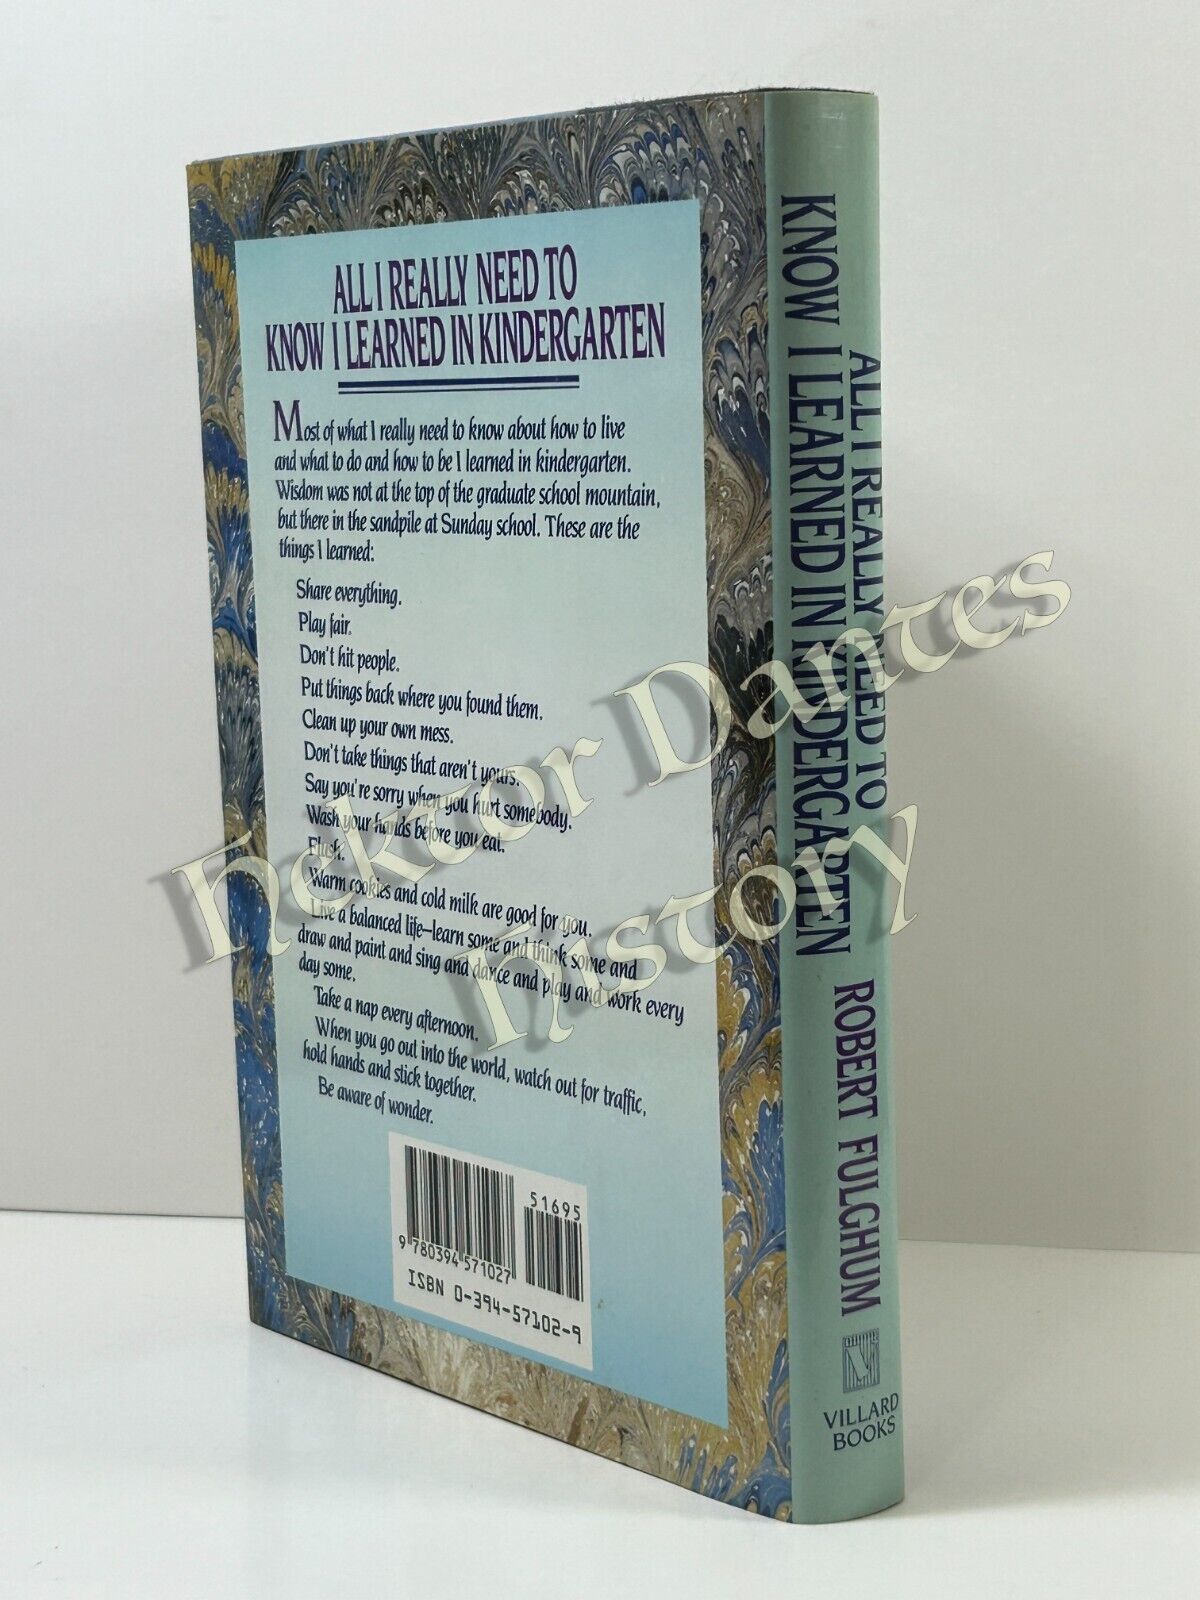 ALL I REALLY NEED TO
KNOW I LEARNED IN KINDERGARTEN
Most of what I really need to know about how to live
and what to do and how to be I learned in kindergarten.
Wisdom was not at the top of the graduate school mountain,
but there in the sandpile at Sunday school. These are the
things I learned:
Share everything.
Play fair.
Don't hit people.
Put things back where you found them.
Clean up your own mess.
Don't take things that aren't yours.
Say you're sorry when you hurt somebody.
Wash your hands before you eat.
Flush.
Warm cookies and cold milk are good for you.
Live a balanced life—learn some and think some and
draw and paint and sing and dance and play and work every
day some.
Take a nap every afternoon.
When you go out into the world, watch out for traffic,
hold hands and stick together.
Be aware of wonder.
51695
9 780394 571027
ISBN 0-394-57102-9
ALL I REALLY NEED TO
KNOW I LEARNED IN KINDERGARTEN
ROBERT FULGHUM
VILLARD
BOOKS
Hektor Dantes
History